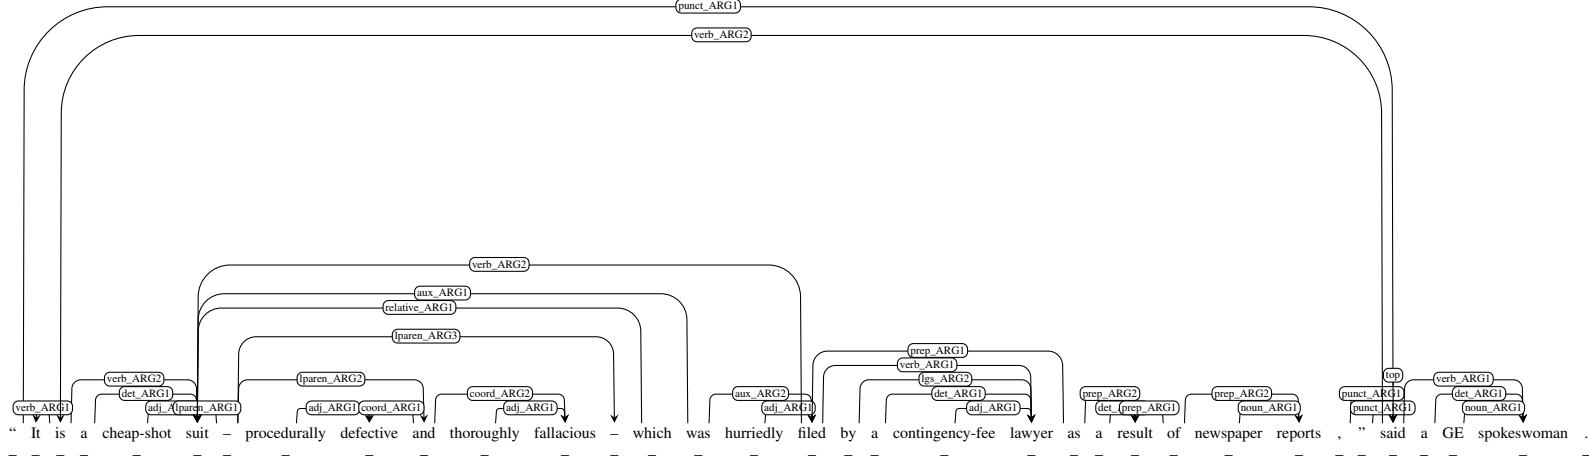 punct_ARG1
verb_ARG2
verb_ARG2
aux_ARG1
relative_ARG1
lparen_ARG3
prep_ARG1
verb_ARG1
top
verb_ARG2 lparen_ARG2 lgs_ARG2 verb_ARG1
det_ARG1 coord_ARG2 aux_ARG2 det_ARG1 prep_ARG2 prep_ARG2 punct_ARG1 det_ARG1
verb_ARG1 adj_A lparen_ARG1 adj_ARG1 coord_ARG1 adj_ARG1 adj_ARG1 adj_ARG1 det_ prep_ARG1 noun_ARG1 punct_ARG1 noun_ARG1
“ It is a cheap-shot suit – procedurally defective and thoroughly fallacious – which was hurriedly filed by a contingency-fee lawyer as a result of newspaper reports , ” said a GE spokeswoman .
_ _ _ _ _ _ _ _ _ _ _ _ _ _ _ _ _ _ _ _ _ _ _ _ _ _ _ _ _ _ _ _ _ _